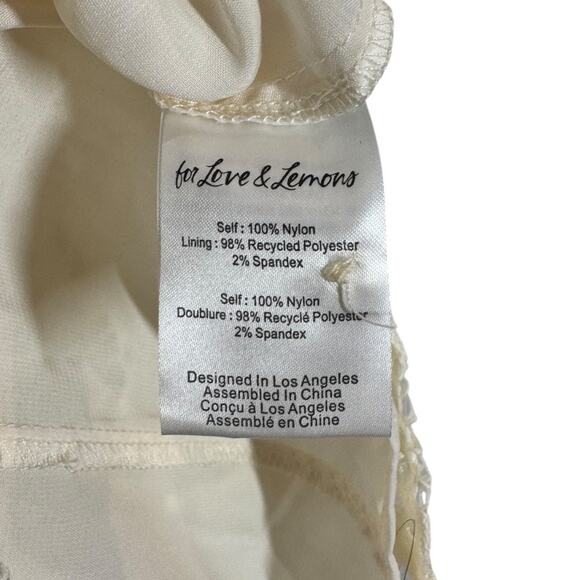 for Love & Lemons
Self : 100% Nylon
Lining : 98% Recycled Polyester
2% Spandex
Self : 100% Nylon
Doublure : 98% Recyclé Polyester
2% Spandex
Designed In Los Angeles
Assembled In China
Conçu à Los Angeles
Assemblé en Chine